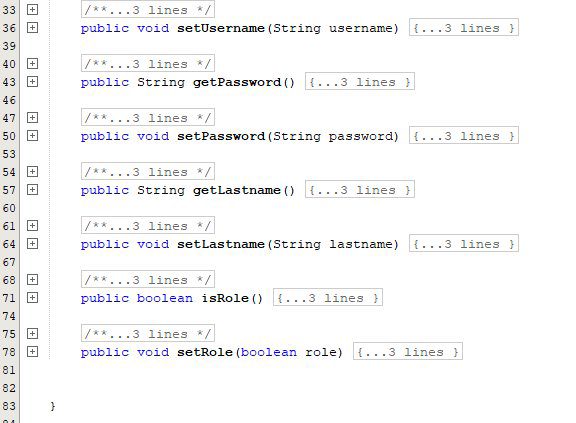 33 /**...3 lines */
36 public void setUsername(String username) {...3 lines }
39
40 /**...3 lines */
43 public String getPassword() {...3 lines }
46
47 /**...3 lines */
50 public void setPassword(String password) {...3 lines }
53
54 /**...3 lines */
57 public String getLastname() {...3 lines }
60
61 /**...3 lines */
64 public void setLastname(String lastname) {...3 lines }
67
68 /**...3 lines */
71 public boolean isRole() {...3 lines }
74
75 /**...3 lines */
78 public void setRole(boolean role) {...3 lines }
81
82
83 }